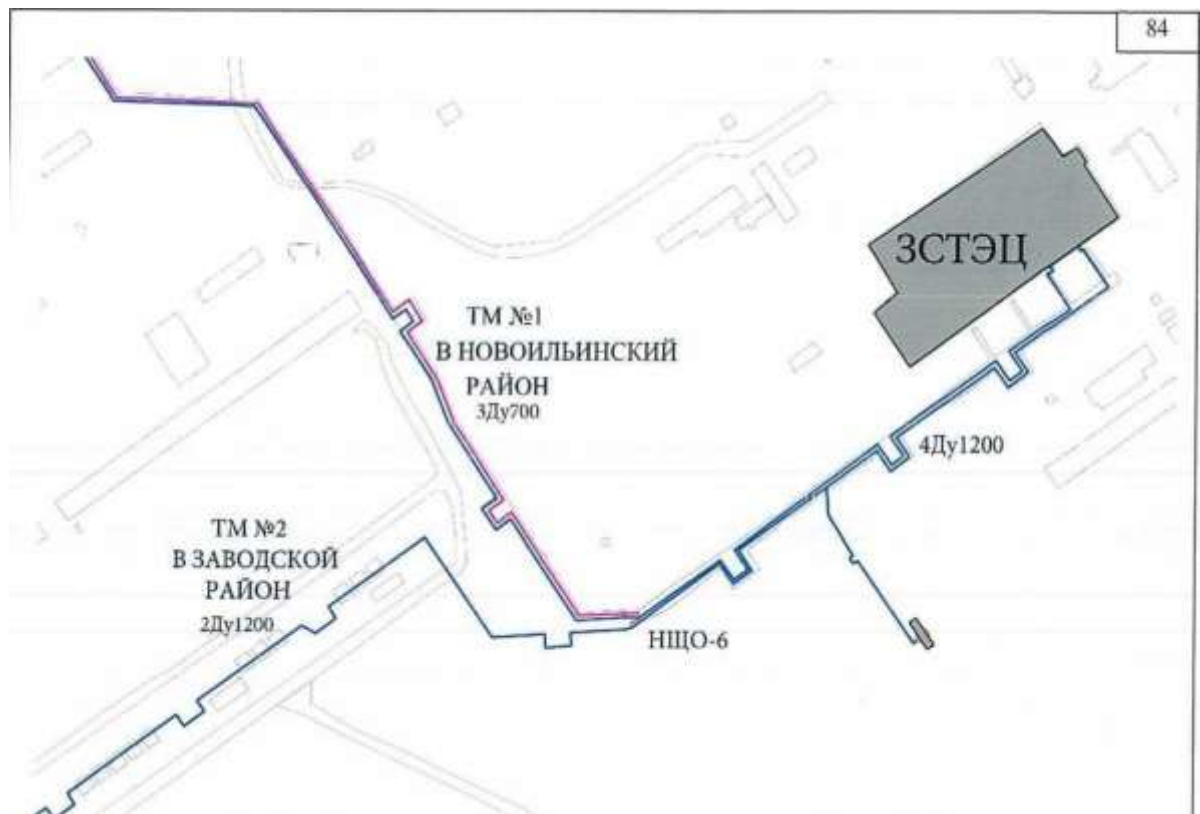 84
ЗСТЭЦ
ТМ №1
В НОВОИЛЬИНСКИЙ
РАЙОН
3Ду700
4Ду1200
ТМ №2
В ЗАВОДСКОЙ
РАЙОН
2Ду1200
НЩО-6